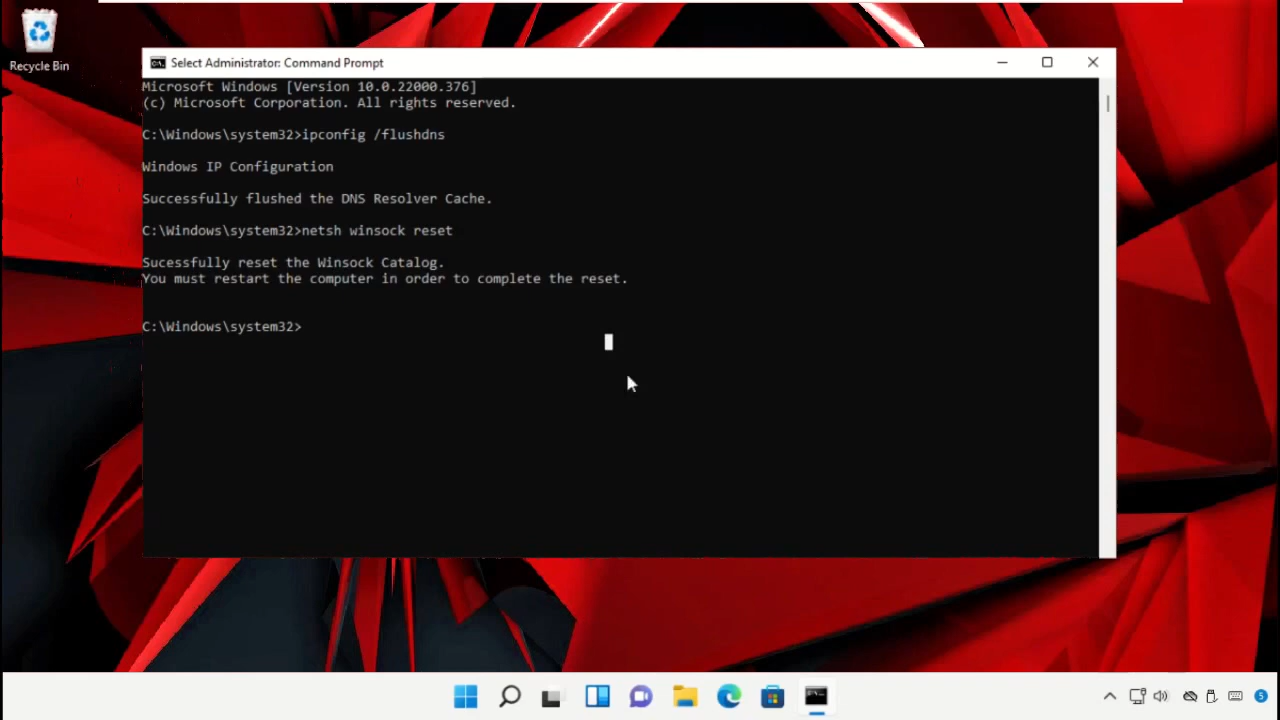 Recycle Bin
Select Administrator: Command Prompt
Microsoft Windows [Version 10.0.22000.376]
(c) Microsoft Corporation. All rights reserved.
C:\Windows\system32>ipconfig /flushdns
Windows IP Configuration
Successfully flushed the DNS Resolver Cache.
C:\Windows\system32>netsh winsock reset
Sucessfully reset the Winsock Catalog.
You must restart the computer in order to complete the reset.
C:\Windows\system32>
5